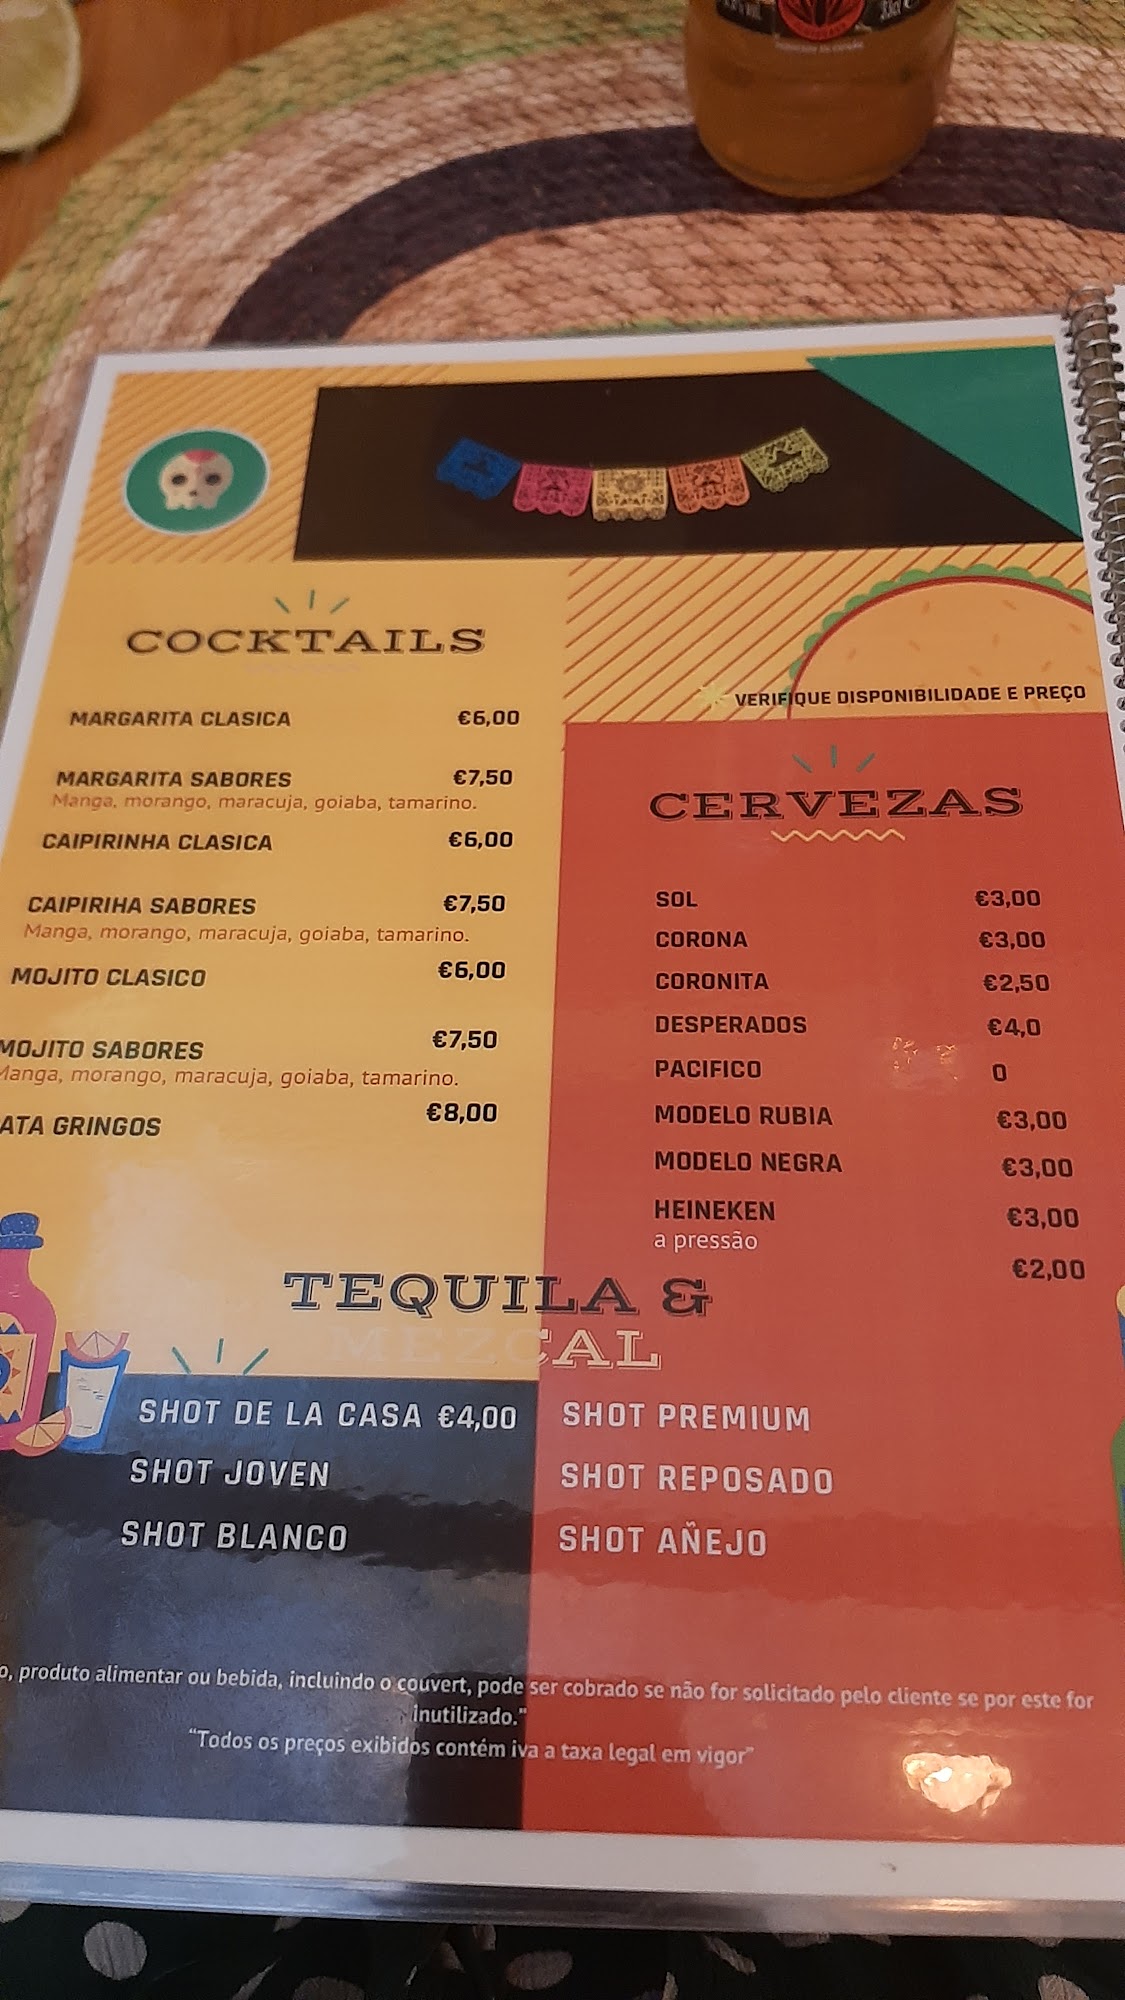 COCKTAILS
MARGARITA CLASICA €6,00
MARGARITA SABORES €7,50
Manga, morango, maracuja, goiaba, tamarino.
CAIPIRINHA CLASICA €6,00
CAIPIRIHA SABORES €7,50
Manga, morango, maracuja, goiaba, tamarino.
MOJITO CLASICO €6,00
MOJITO SABORES €7,50
Manga, morango, maracuja, goiaba, tamarino.
ATA GRINGOS €8,00
VERIFIQUE DISPONIBILIDADE E PREÇO
CERVEZAS
SOL €3,00
CORONA €3,00
CORONITA €2,50
DESPERADOS €4,0
PACIFICO 0
MODELO RUBIA €3,00
MODELO NEGRA €3,00
HEINEKEN €3,00
a pressão
€2,00
TEQUILA &
MEZCAL
SHOT DE LA CASA €4,00
SHOT JOVEN
SHOT BLANCO
SHOT PREMIUM
SHOT REPOSADO
SHOT AÑEJO
o, produto alimentar ou bebida, incluindo o couvert, pode ser cobrado se não for solicitado pelo cliente se por este for
inutilizado."
"Todos os preços exibidos contém iva a taxa legal em vigor"